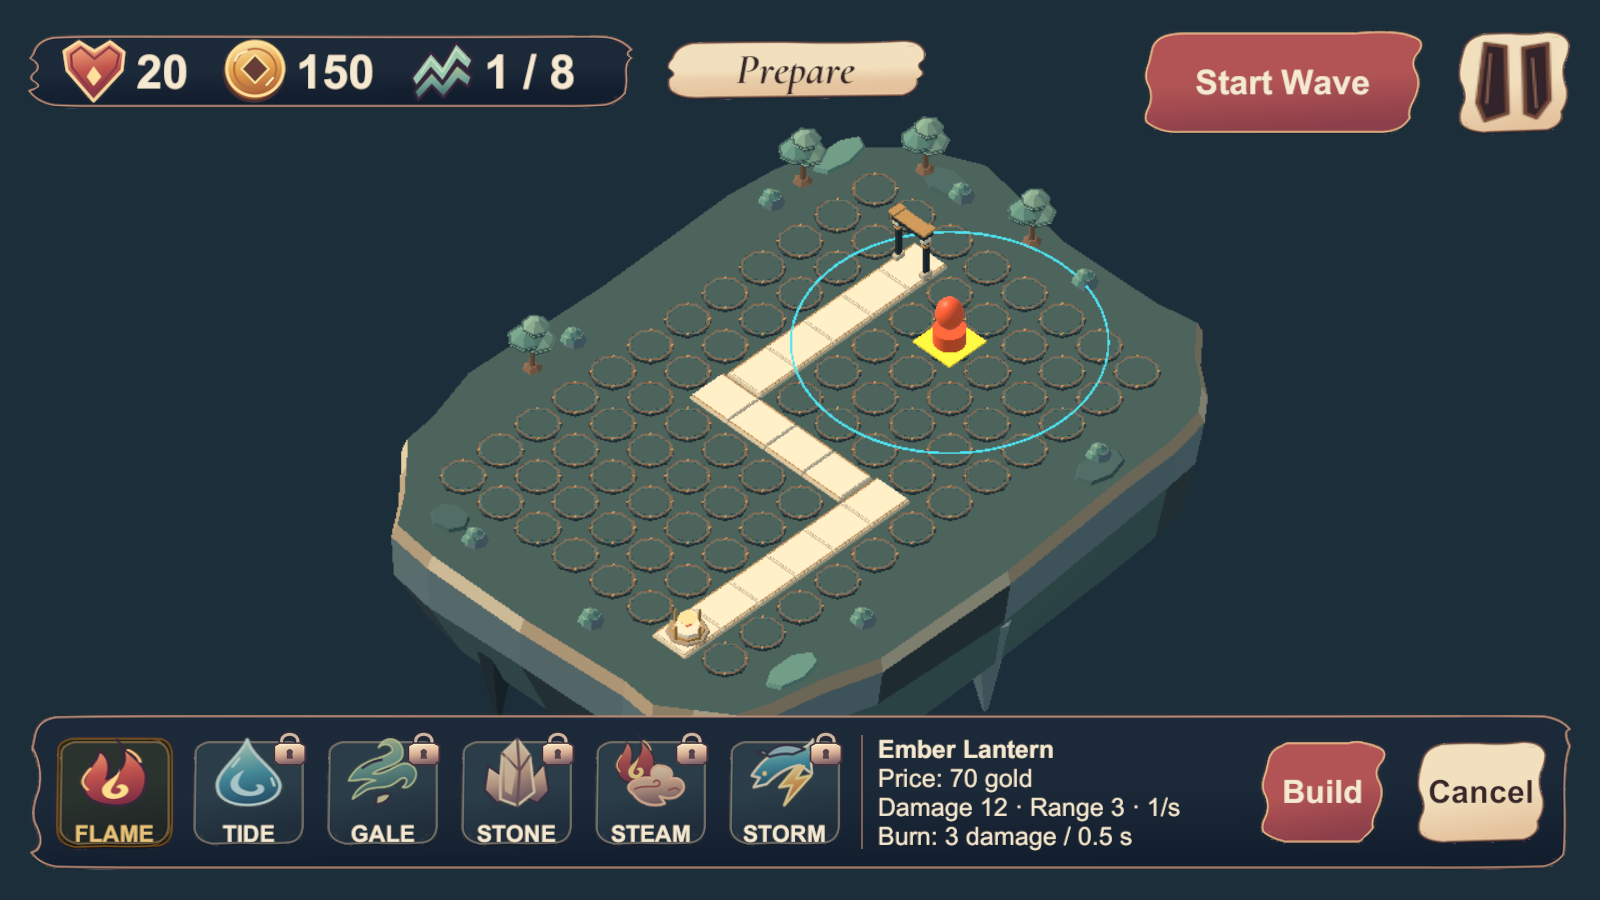 20 150 1 / 8
Prepare
Start Wave
FLAME
TIDE
GALE
STONE
STEAM
STORM
Ember Lantern
Price: 70 gold
Damage 12 · Range 3 · 1/s
Burn: 3 damage / 0.5 s
Build
Cancel